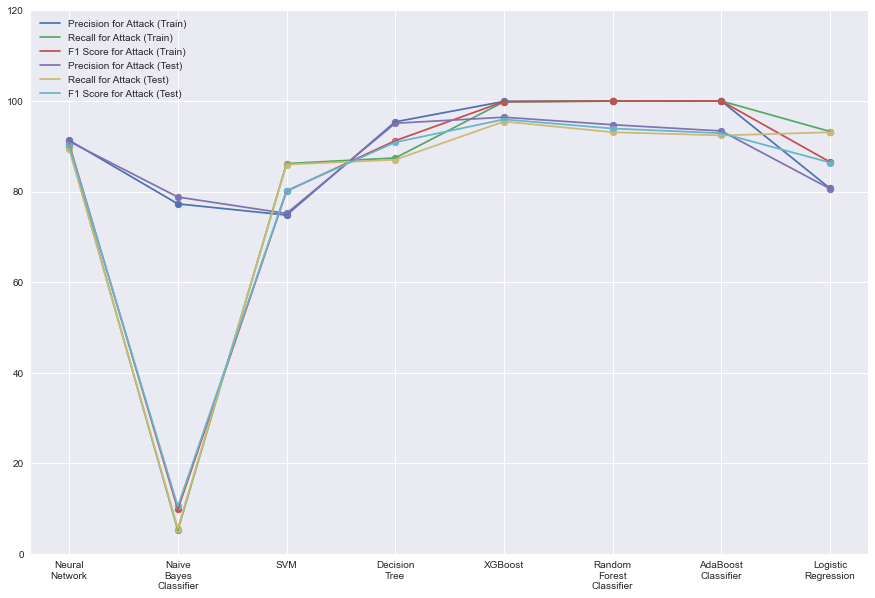 120
100
80
60
40
20
0
Precision for Attack (Train)
Recall for Attack (Train)
F1 Score for Attack (Train)
Precision for Attack (Test)
Recall for Attack (Test)
F1 Score for Attack (Test)
Neural
Network
Naive
Bayes
Classifier
SVM
Decision
Tree
XGBoost
Random
Forest
Classifier
AdaBoost
Classifier
Logistic
Regression